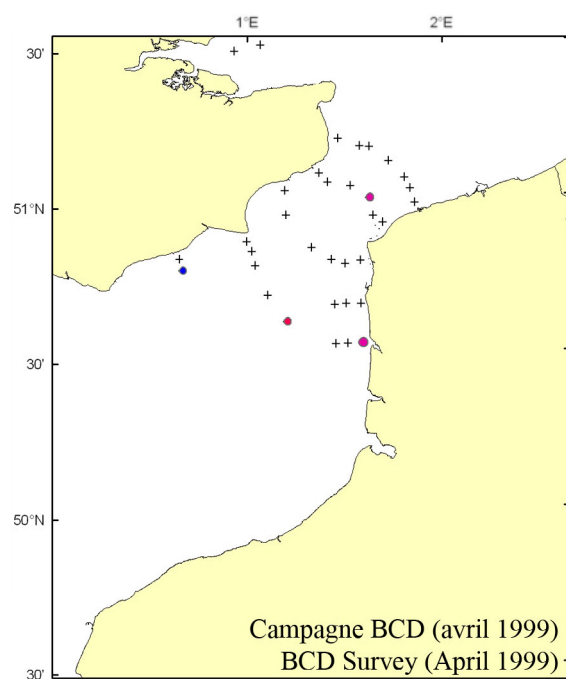 1°E 2°E
30'
51°N
30'
50°N
30'
Campagne BCD (avril 1999)
BCD Survey (April 1999)